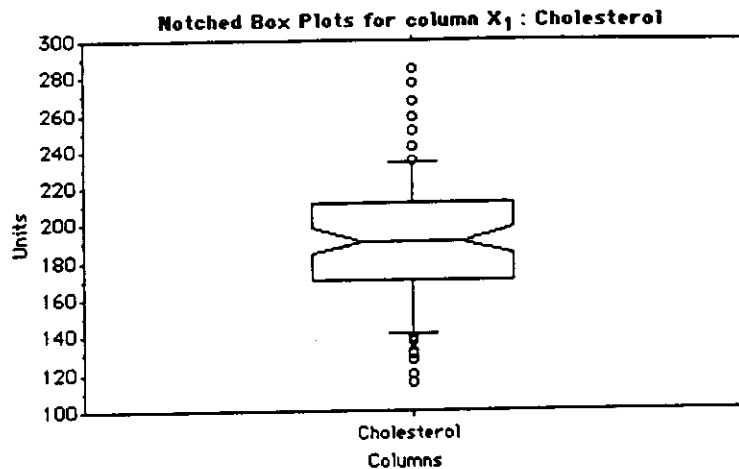 Notched Box Plots for column X₁ : Cholesterol
300
280
260
240
220
200
180
160
140
120
100
Units
Cholesterol
Columns